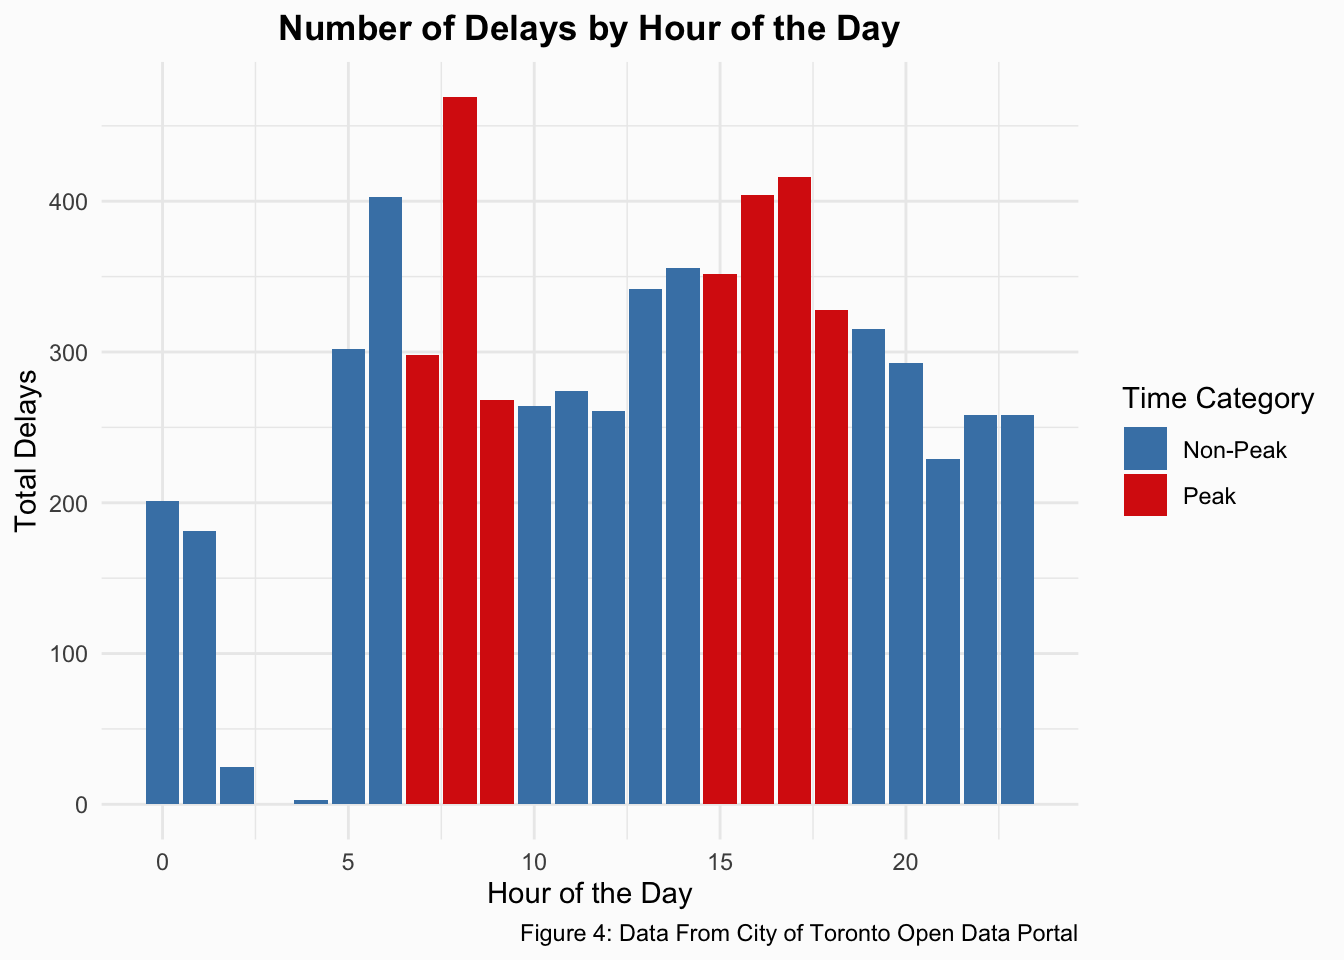 Number of Delays by Hour of the Day
Total Delays
400
300
200
100
0
0 5 10 15 20
Hour of the Day
Time Category
Non-Peak
Peak
Figure 4: Data From City of Toronto Open Data Portal